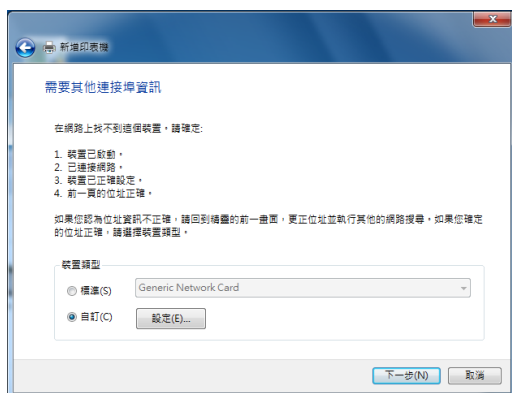 新增印表機
需要其他連接埠資訊
在網路上找不到這個裝置，請確定:
1. 裝置已啟動。
2. 已連接網路。
3. 裝置已正確設定。
4. 前一頁的位址正確。
如果您認為位址資訊不正確，請回到精靈的前一畫面，更正位址並執行其他的網路搜尋。如果您確定
的位址正確，請選擇裝置類型。
裝置類型
標準(S) Generic Network Card
自訂(C) 設定(E)...
下一步(N) 取消